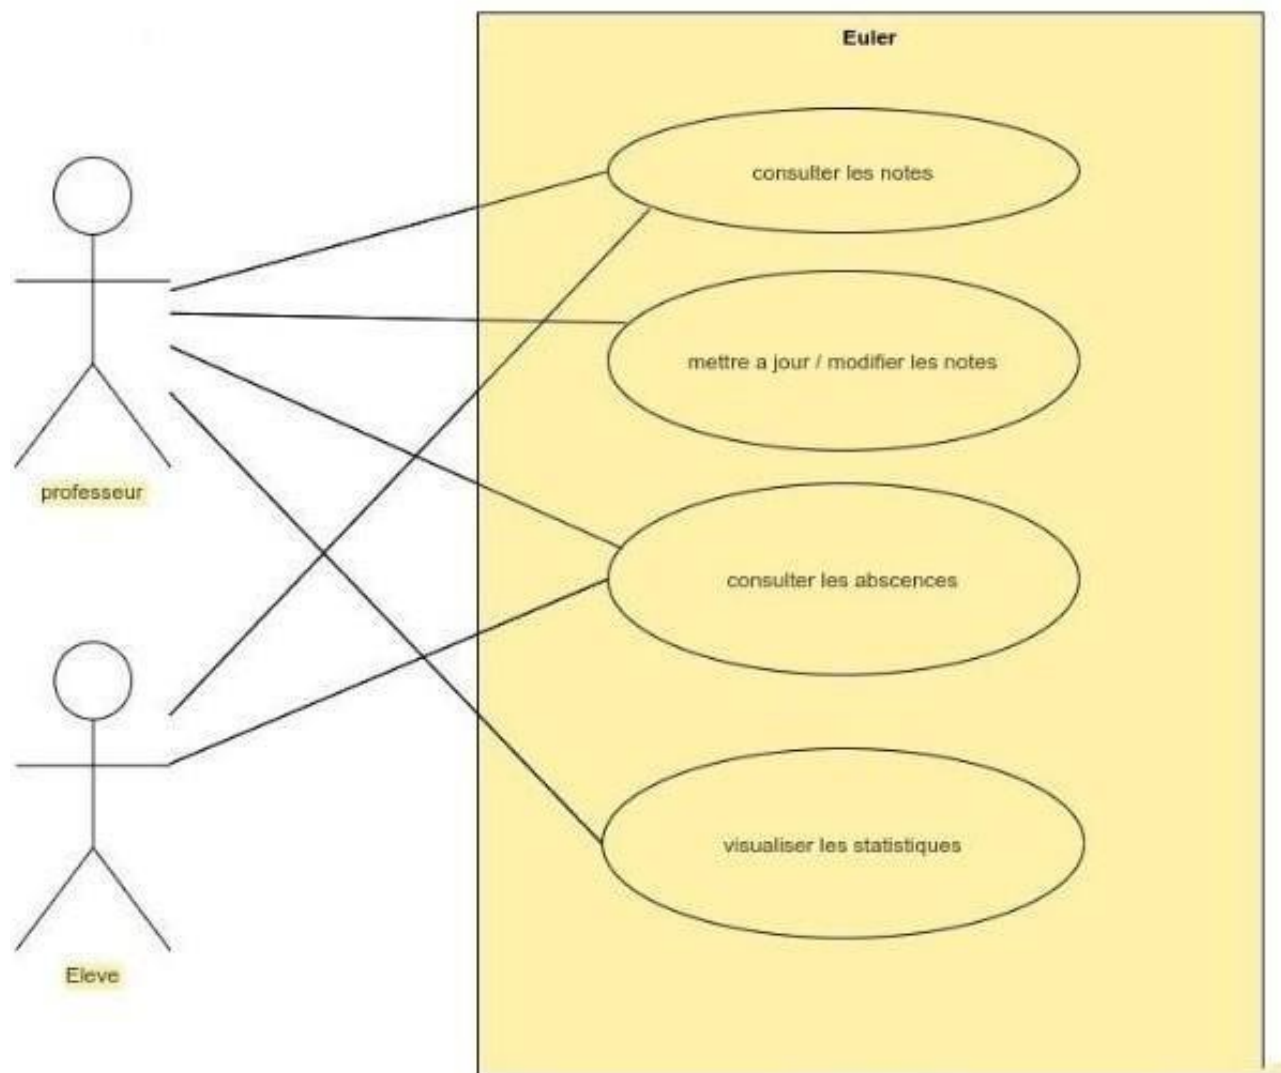 Euler
consulter les notes
mettre a jour / modifier les notes
professeur
consulter les abscences
visualiser les statistiques
Eleve